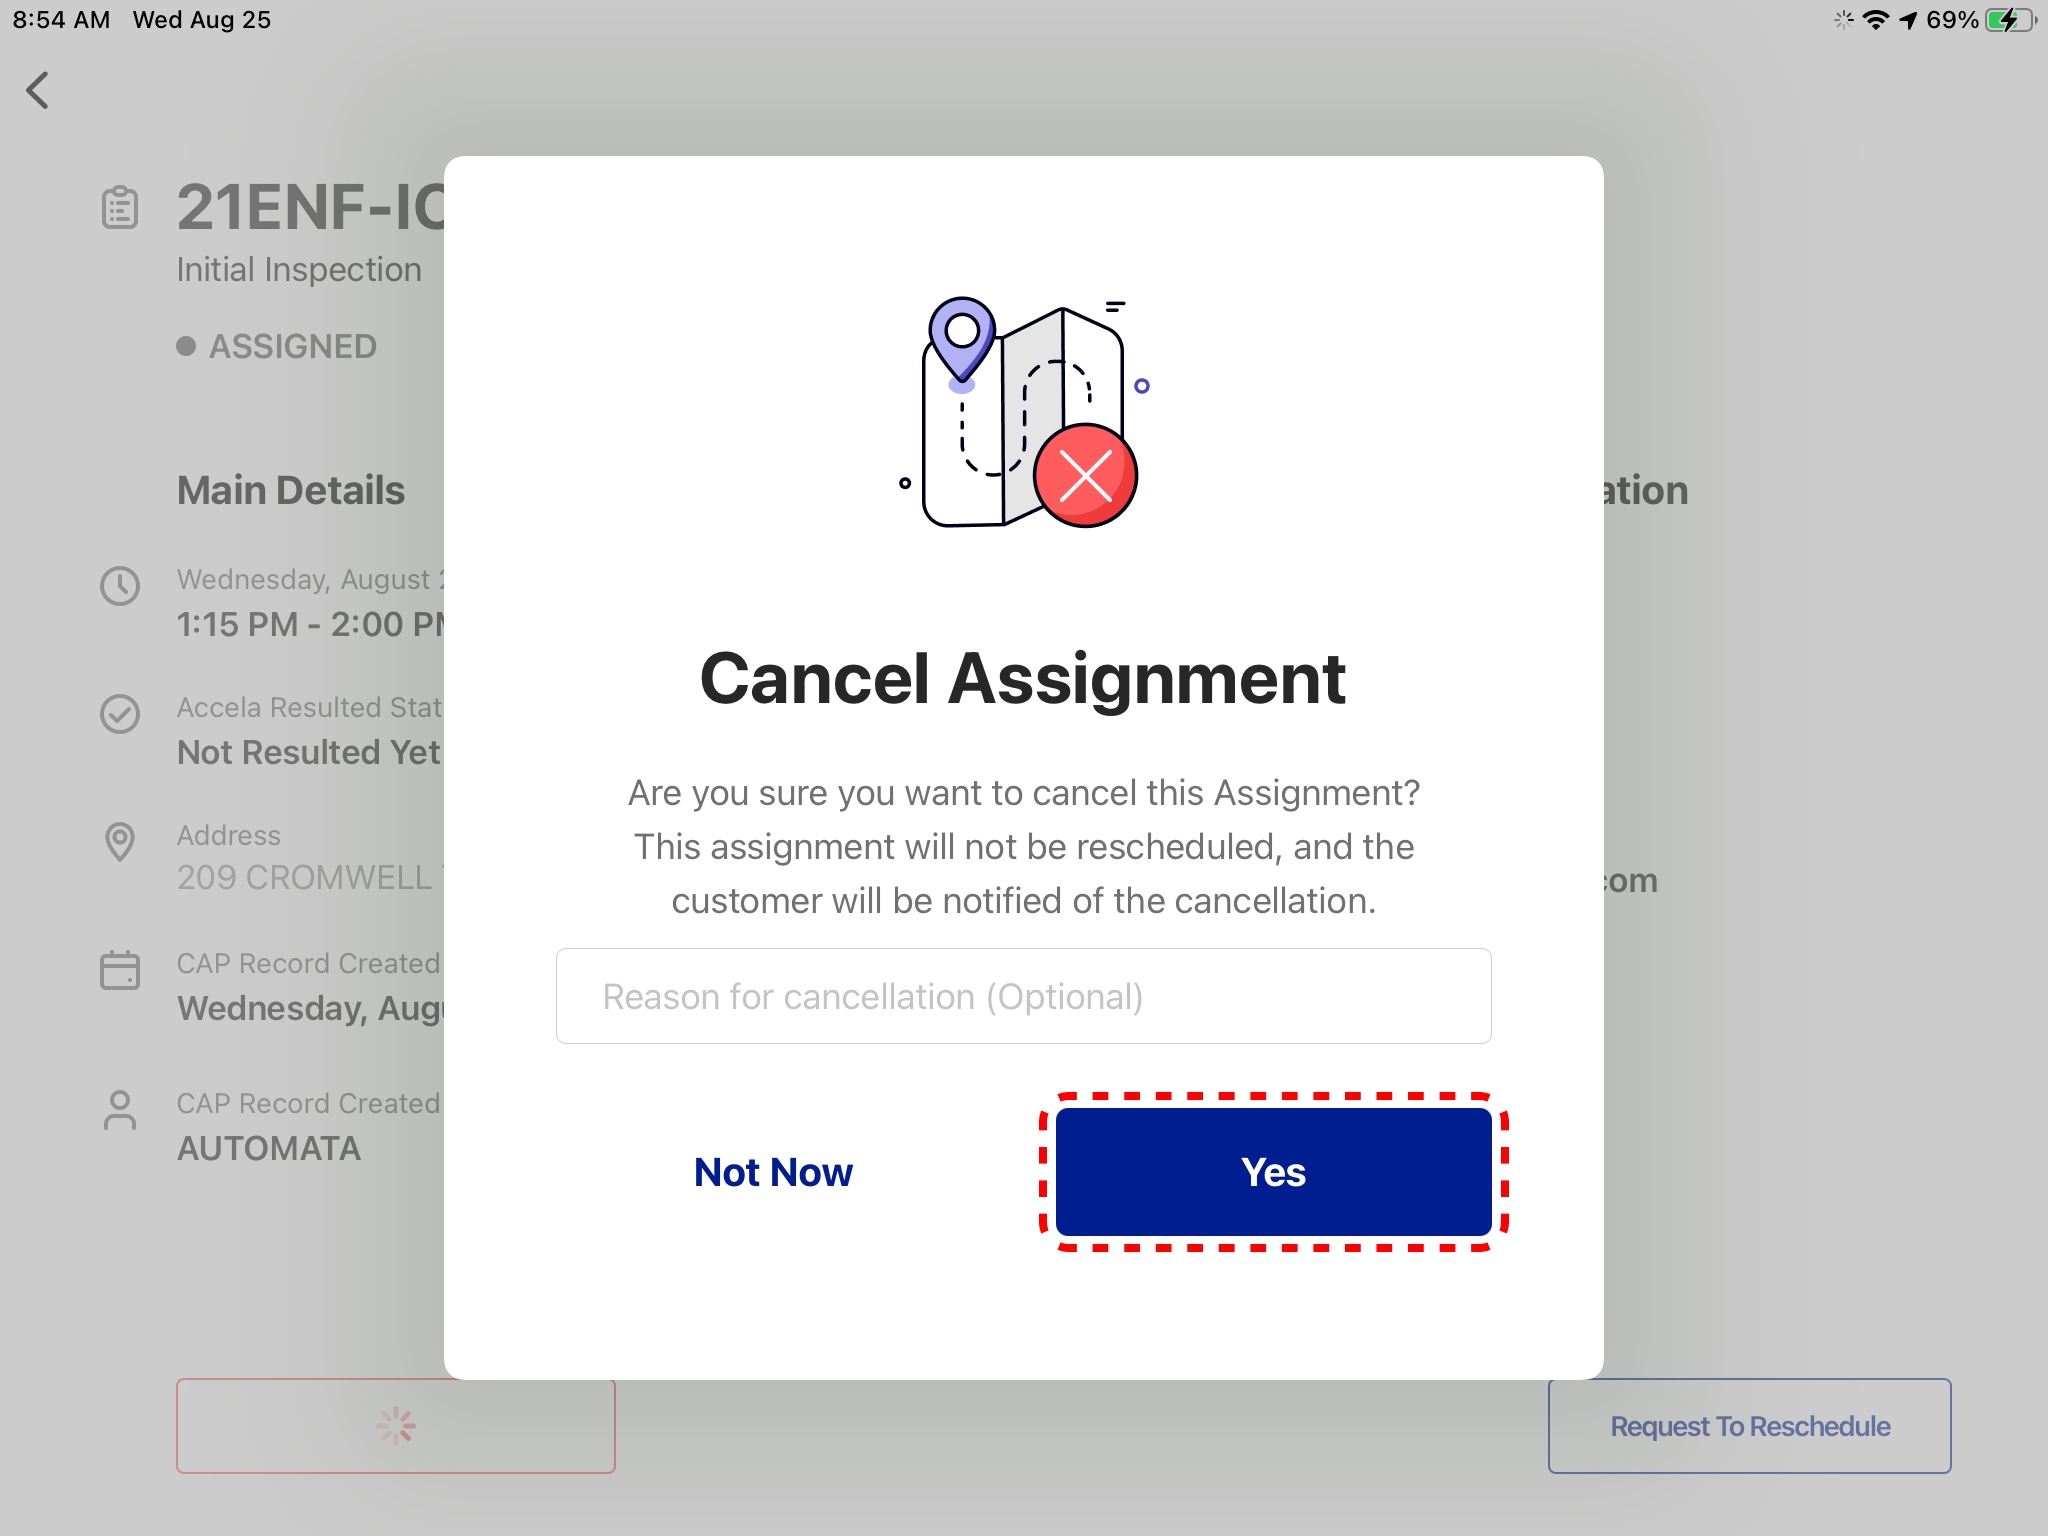 8:54 AM Wed Aug 25 69%
21ENF-IC
Initial Inspection
ASSIGNED
Main Details
ation
Wednesday, August
1:15 PM - 2:00 PM
Accela Resulted Stat
Not Resulted Yet
Address
209 CROMWELL
com
CAP Record Created
Wednesday, Augu
CAP Record Created
AUTOMATA
Cancel Assignment
Are you sure you want to cancel this Assignment?
This assignment will not be rescheduled, and the
customer will be notified of the cancellation.
Reason for cancellation (Optional)
Not Now
Yes
Request To Reschedule